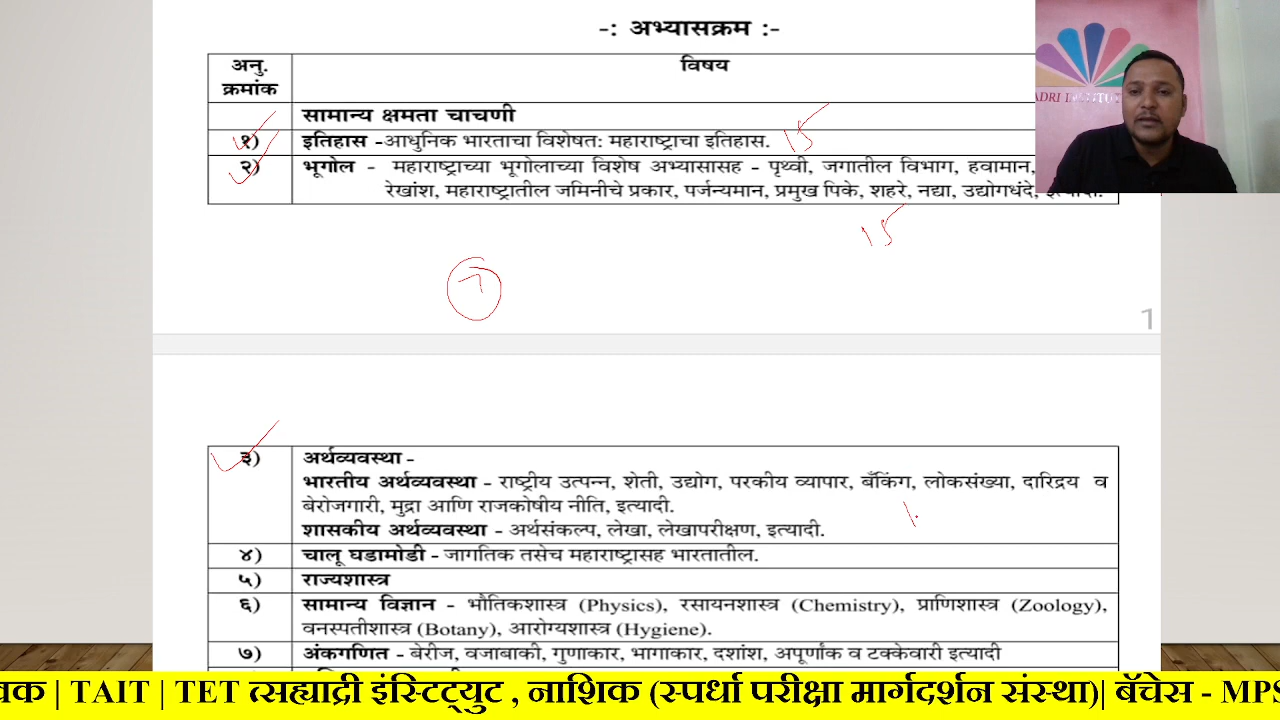 -: अभ्यासक्रम :-
अनु. क्रमांक
विषय
सामान्य क्षमता चाचणी
१)
इतिहास -आधुनिक भारताचा विशेषत: महाराष्ट्राचा इतिहास.
15
२)
भूगोल - महाराष्ट्राच्या भूगोलाच्या विशेष अभ्यासासह - पृथ्वी, जगातील विभाग, हवामान,
रेखांश, महाराष्ट्रातील जमिनीचे प्रकार, पर्जन्यमान, प्रमुख पिके, शहरे, नद्या, उद्योगधंदे, इत्यादी.
15
1
३)
अर्थव्यवस्था -
भारतीय अर्थव्यवस्था - राष्ट्रीय उत्पन्न, शेती, उद्योग, परकीय व्यापार, बँकिंग, लोकसंख्या, दारिद्रय व
बेरोजगारी, मुद्रा आणि राजकोषीय नीति, इत्यादी.
शासकीय अर्थव्यवस्था - अर्थसंकल्प, लेखा, लेखापरीक्षण, इत्यादी.
४)
चालू घडामोडी - जागतिक तसेच महाराष्ट्रासह भारतातील.
५)
राज्यशास्त्र
६)
सामान्य विज्ञान - भौतिकशास्त्र (Physics), रसायनशास्त्र (Chemistry), प्राणिशास्त्र (Zoology),
वनस्पतीशास्त्र (Botany), आरोग्यशास्त्र (Hygiene).
७)
अंकगणित - बेरीज, वजाबाकी, गुणाकार, भागाकार, दशांश, अपूर्णांक व टक्केवारी इत्यादी
| TAIT | TET त्सह्याद्री इंस्टिट्युट , नाशिक (स्पर्धा परीक्षा मार्गदर्शन संस्था)| बॅचेस - MPS